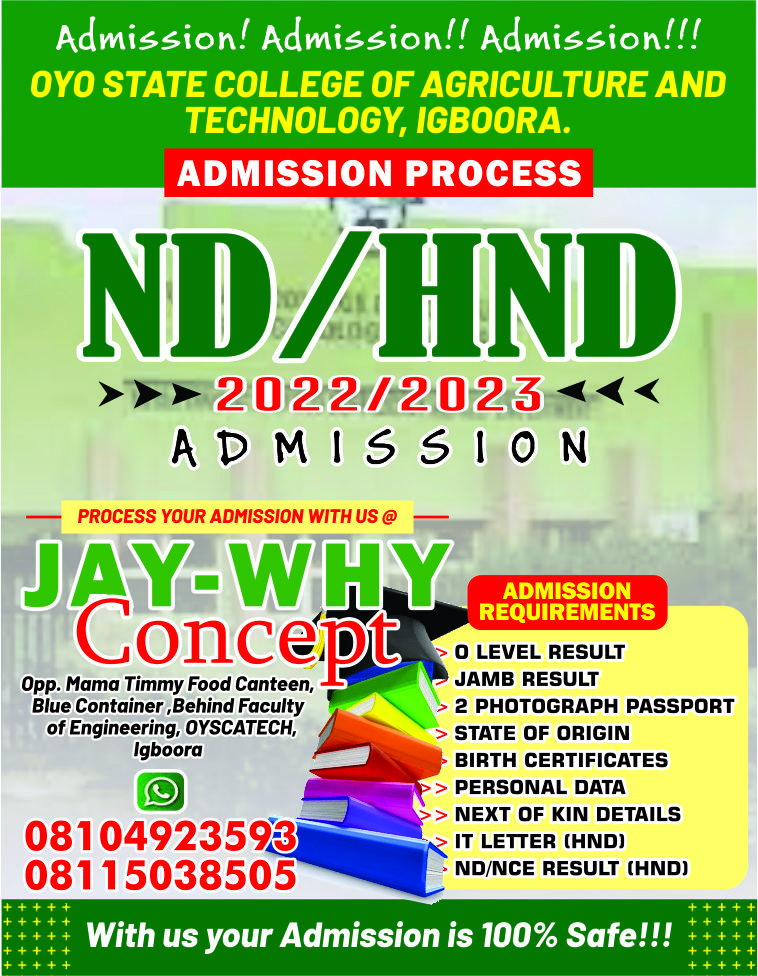 Admission! Admission!! Admission!!!
OYO STATE COLLEGE OF AGRICULTURE AND
TECHNOLOGY, IGBOORA.
ADMISSION PROCESS
ND/HND
2022/2023
ADMISSION
PROCESS YOUR ADMISSION WITH US @
JAY-WHY
Concept
Opp. Mama Timmy Food Canteen,
Blue Container ,Behind Faculty
of Engineering, OYSCATECH,
Igboora
08104923593
08115038505
ADMISSION
REQUIREMENTS
> O LEVEL RESULT
> JAMB RESULT
> 2 PHOTOGRAPH PASSPORT
> STATE OF ORIGIN
> BIRTH CERTIFICATES
>> PERSONAL DATA
>> NEXT OF KIN DETAILS
> IT LETTER (HND)
> ND/NCE RESULT (HND)
With us your Admission is 100% Safe!!!